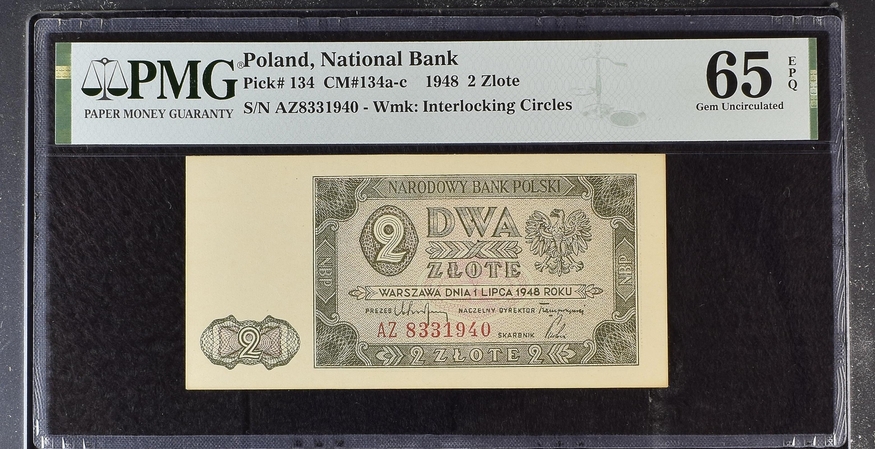 PMG®
PAPER MONEY GUARANTY
Poland, National Bank
Pick# 134 CM#134a-c 1948 2 Zlote
S/N AZ8331940 - Wmk: Interlocking Circles
65
EPQ
Gem Uncirculated
NARODOWY BANK POLSKI
2
DWA
ZŁOTE
NBP
NBP
WARSZAWA DNIA 1 LIPCA 1948 ROKU
PREZES
NACZELNY DYREKTOR
AZ 8331940
SKARBNIK
2
2 ZŁOTE 2